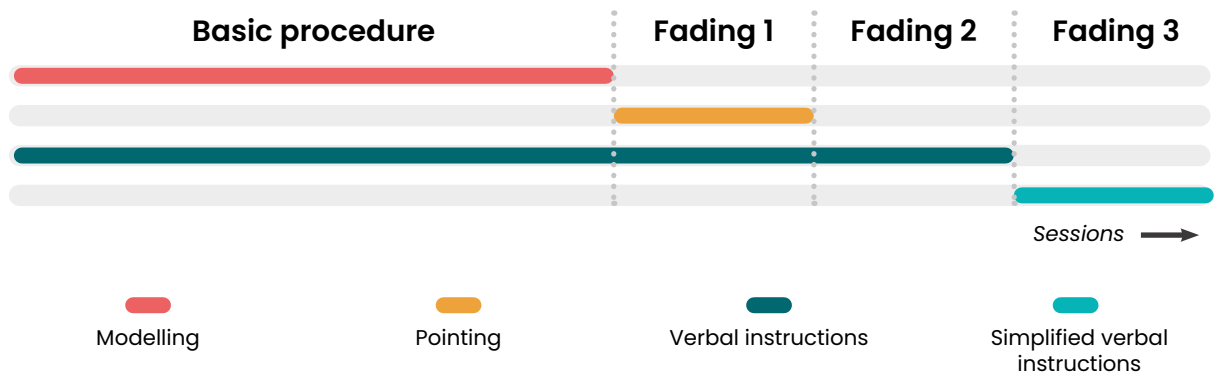 Basic procedure
Fading 1
Fading 2
Fading 3
Sessions
Modelling
Pointing
Verbal instructions
Simplified verbal
instructions